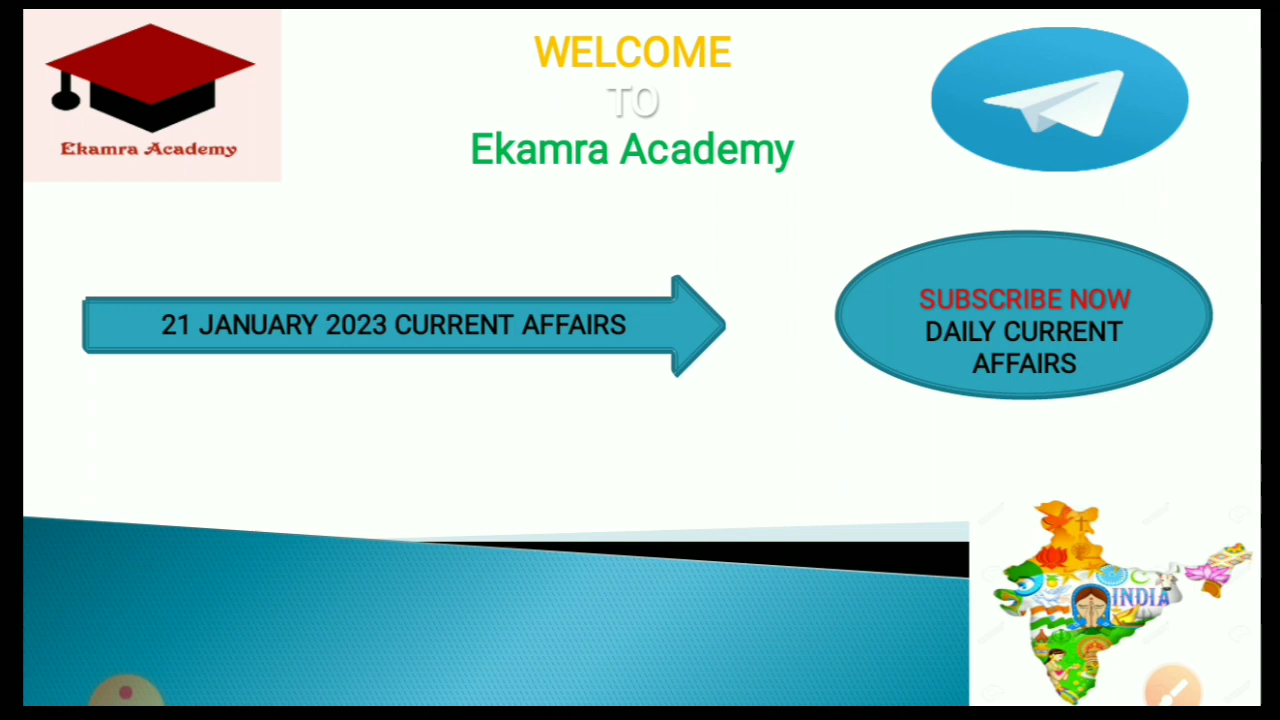 Ekamra Academy
WELCOME
TO
Ekamra Academy
21 JANUARY 2023 CURRENT AFFAIRS
SUBSCRIBE NOW
DAILY CURRENT
AFFAIRS
INDIA